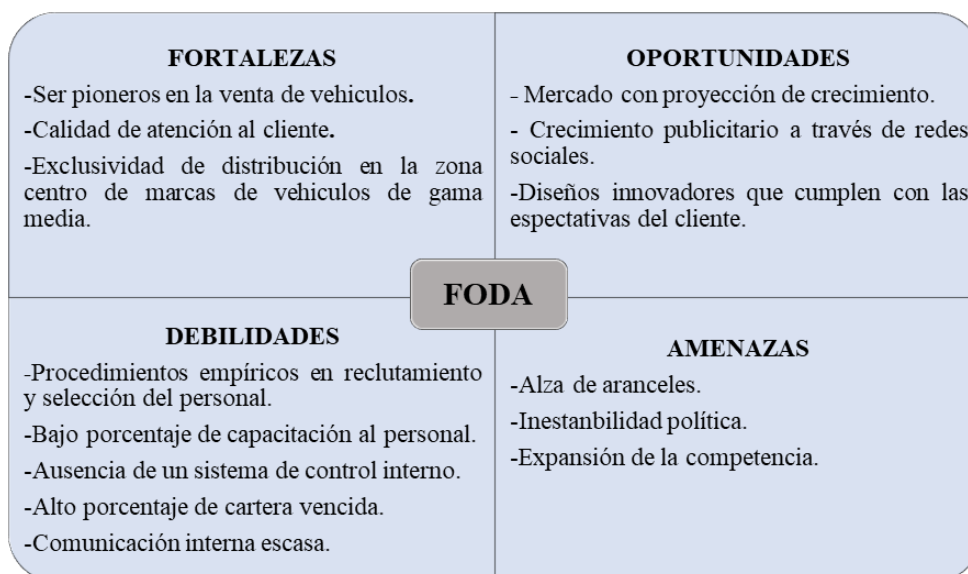 FORTALEZAS
-Ser pioneros en la venta de vehiculos.
-Calidad de atención al cliente.
-Exclusividad de distribución en la zona
centro de marcas de vehiculos de gama
media.
OPORTUNIDADES
- Mercado con proyección de crecimiento.
- Crecimiento publicitario a través de redes
sociales.
-Diseños innovadores que cumplen con las
espectativas del cliente.
FODA
DEBILIDADES
-Procedimientos empíricos en reclutamiento
y selección del personal.
-Bajo porcentaje de capacitación al personal.
-Ausencia de un sistema de control interno.
-Alto porcentaje de cartera vencida.
-Comunicación interna escasa.
AMENAZAS
-Alza de aranceles.
-Inestanbilidad política.
-Expansión de la competencia.